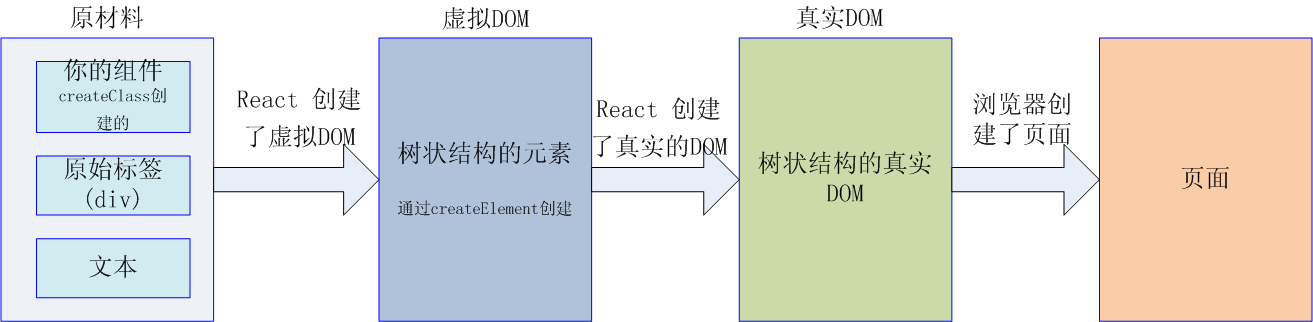 原材料
你的组件
createClass创
建的
原始标签
(div)
文本
React 创建
了虚拟DOM
虚拟DOM
树状结构的元素
通过createElement创建
React 创建
了真实的DOM
真实DOM
树状结构的真实
DOM
浏览器创
建了页面
页面